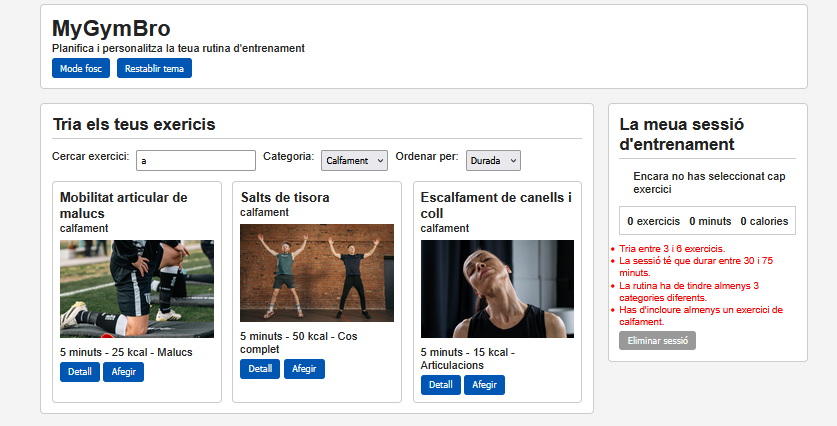 MyGymBro
Planifica i personalitza la teua rutina d'entrenament
Mode fosc Restablir tema
Tria els teus exericis
Cercar exercici: a Categoria: Calfament Ordenar per: Durada
Mobilitat articular de
malucs
calfament
5 minuts - 25 kcal - Malucs
Detall Afegir
Salts de tisora
calfament
5 minuts - 50 kcal - Cos
complet
Detall Afegir
Escalfament de canells i
coll
calfament
5 minuts - 15 kcal -
Articulacions
Detall Afegir
La meua sessió
d'entrenament
Encara no has seleccionat cap
exercici
0 exercicis 0 minuts 0 calories
Tria entre 3 i 6 exercicis.
La sessió té que durar entre 30 i 75
minuts.
La rutina ha de tindre almenys 3
categories diferents.
Has d'incloure almenys un exercici de
calfament.
Eliminar sessió